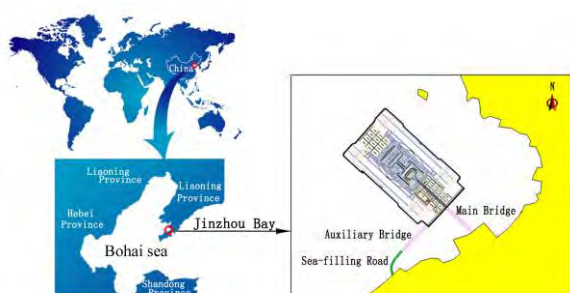 China
Liaoning
Province
Liaoning
Province
Hebei
Province
Bohai sea
Shandong
Province
Jinzhou Bay
N
Main Bridge
Auxiliary Bridge
Sea-filling Road